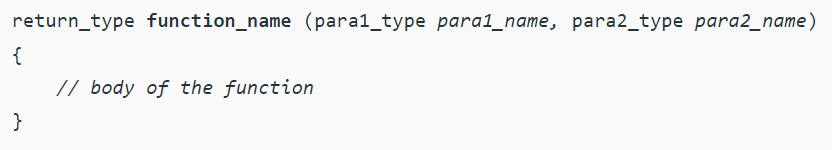 return_type function_name (para1_type para1_name, para2_type para2_name)
{
// body of the function
}